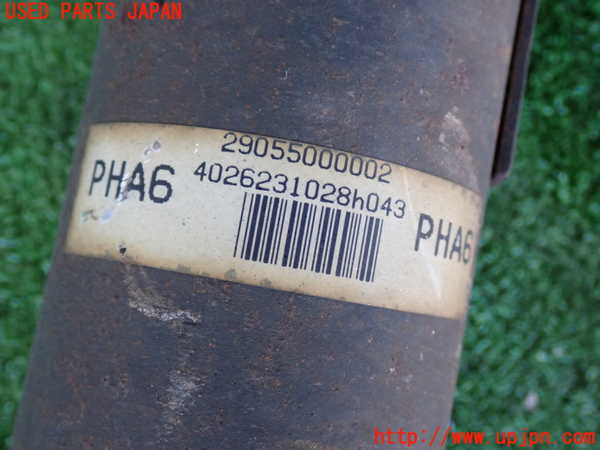 USED PARTS JAPAN
29055000002
PHA6
4026231028h043
PHA6
http://www.upjpn.com/